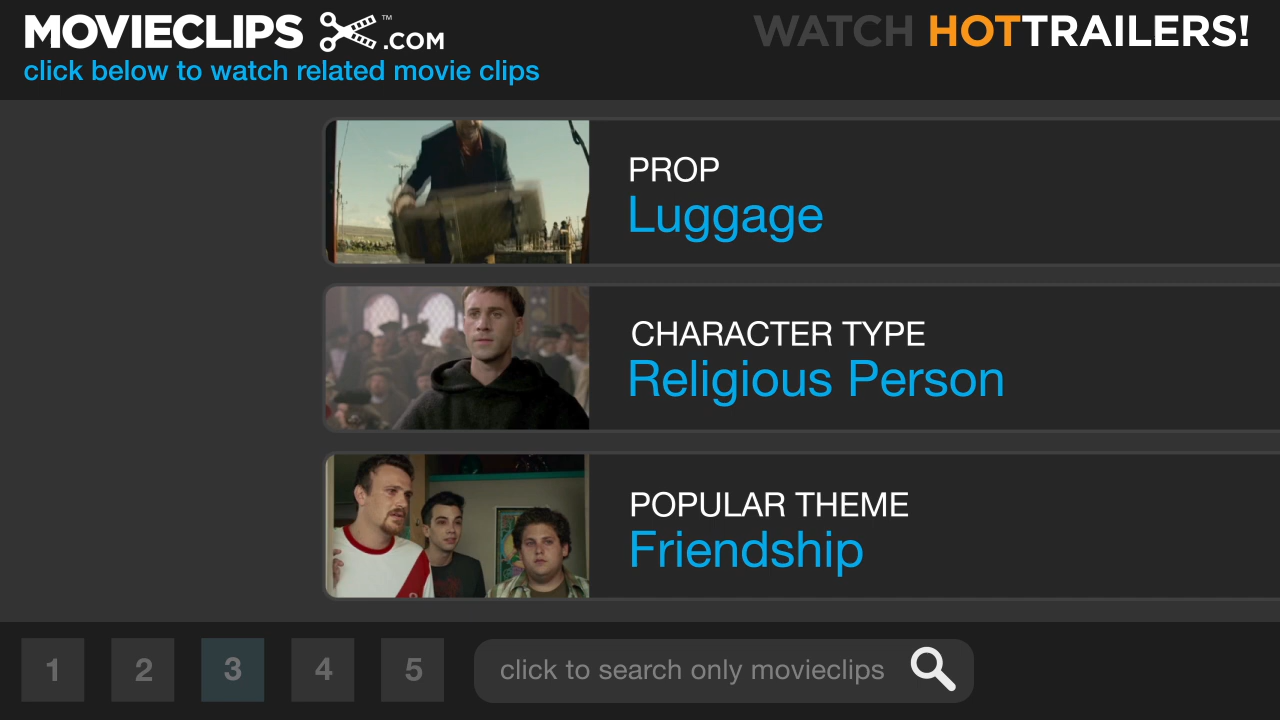 MOVIECLIPS ™ .COM
WATCH HOTTRAILERS!
click below to watch related movie clips
PROP
Luggage
CHARACTER TYPE
Religious Person
POPULAR THEME
Friendship
1 2 3 4 5
click to search only movieclips